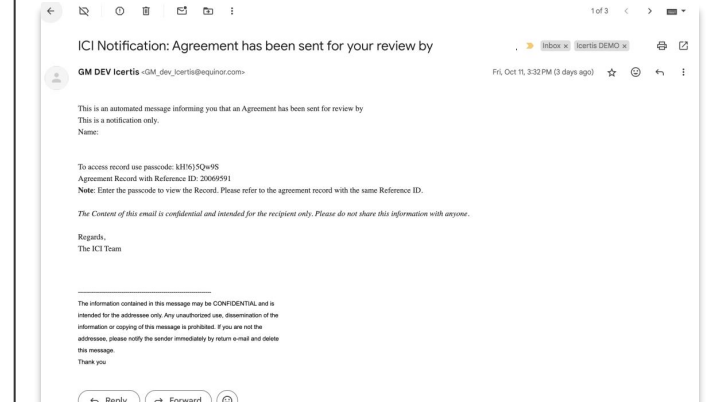 1 of 3
ICI Notification: Agreement has been sent for your review by
Inbox x
Icertis DEMO x
GM DEV Icertis <GM_dev_Icertis@equinor.com>
Fri, Oct 11, 3:32 PM (3 days ago)
This is an automated message informing you that an Agreement has been sent for review by
This is a notification only.
Name:
To access record use passcode: kH!6}5Qw9S
Agreement Record with Reference ID: 20069591
Note: Enter the passcode to view the Record. Please refer to the agreement record with the same Reference ID.
The Content of this email is confidential and intended for the recipient only. Please do not share this information with anyone.
Regards,
The ICI Team
The information contained in this message may be CONFIDENTIAL and is
intended for the addressee only. Any unauthorized use, dissemination of the
information or copying of this message is prohibited. If you are not the
addressee, please notify the sender immediately by return e-mail and delete
this message.
Thank you
Reply
Forward